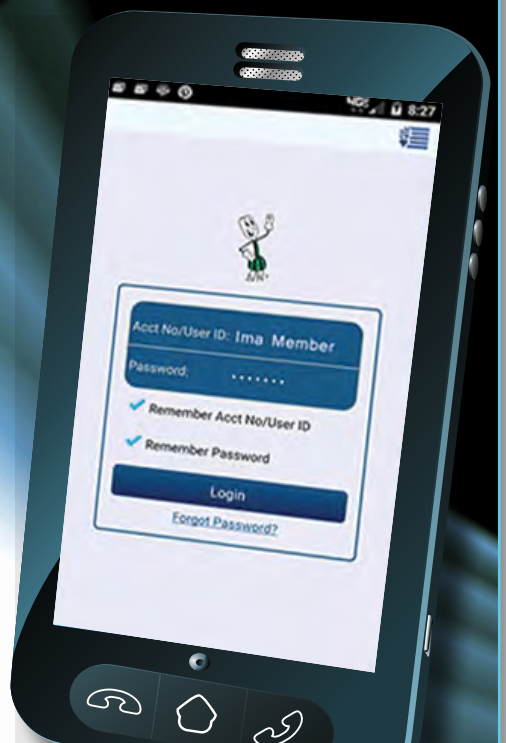 4G 8:27
Acct No/User ID: Ima Member
Password: .......
Remember Acct No/User ID
Remember Password
Login
Forgot Password?